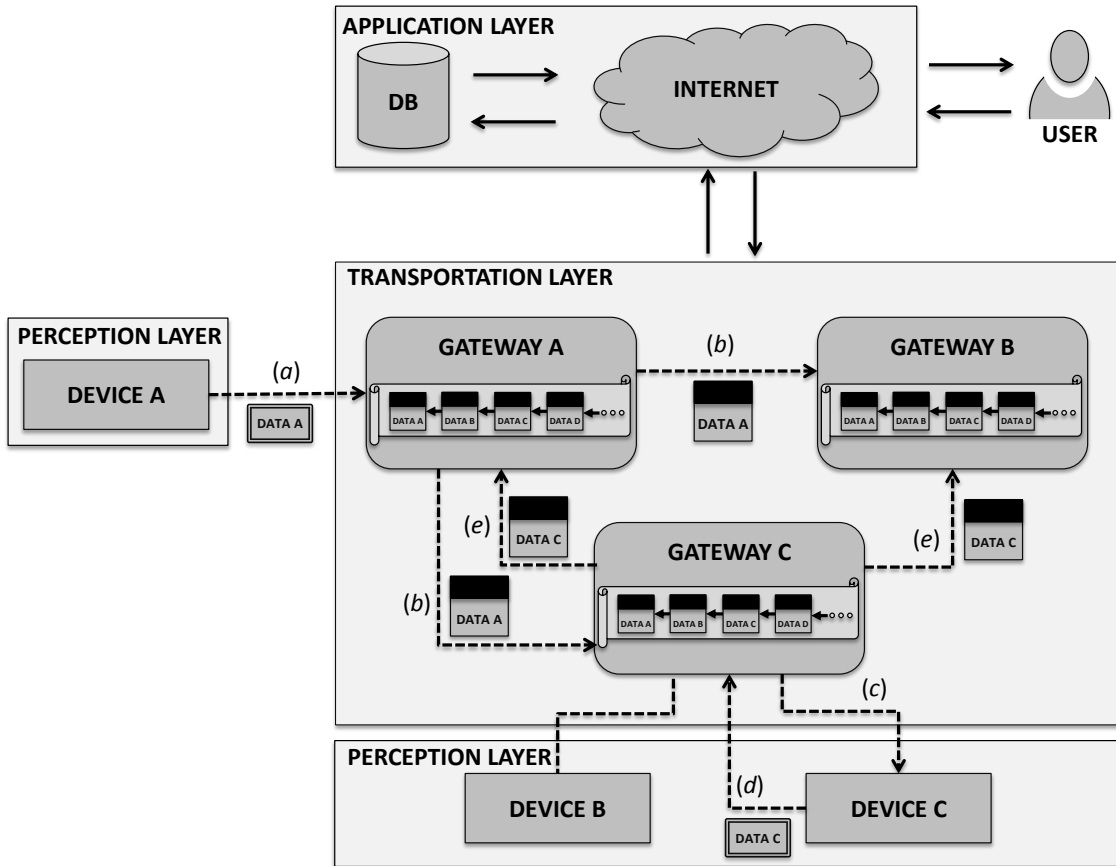 APPLICATION LAYER
DB
INTERNET
USER
TRANSPORTATION LAYER
PERCEPTION LAYER
DEVICE A
(a)
DATA A
GATEWAY A
DATA A
DATA B
DATA C
DATA D
(b)
DATA A
GATEWAY B
DATA A
DATA B
DATA C
DATA D
(e)
DATA C
(b)
DATA A
GATEWAY C
DATA A
DATA B
DATA C
DATA D
(e)
DATA C
(c)
PERCEPTION LAYER
DEVICE B
(d)
DATA C
DEVICE C